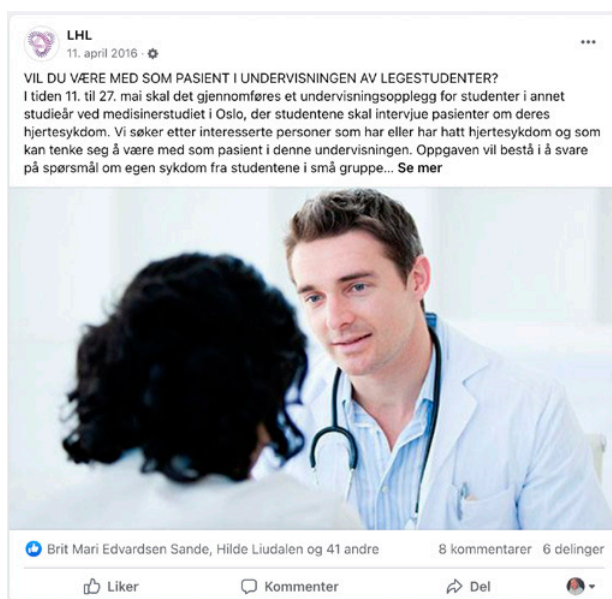 LHL
11. april 2016 ·
VIL DU VÆRE MED SOM PASIENT I UNDERVISNINGEN AV LEGESTUDENTER?
I tiden 11. til 27. mai skal det gjennomføres et undervisningsopplegg for studenter i annet
studieår ved medisinerstudiet i Oslo, der studentene skal intervjue pasienter om deres
hjertesykdom. Vi søker etter interesserte personer som har eller har hatt hjertesykdom og som
kan tenke seg å være med som pasient i denne undervisningen. Oppgaven vil bestå i å svare
på spørsmål om egen sykdom fra studentene i små gruppe... Se mer
Brit Mari Edvardsen Sande, Hilde Liudalen og 41 andre 8 kommentarer 6 delinger
Liker Kommenter Del